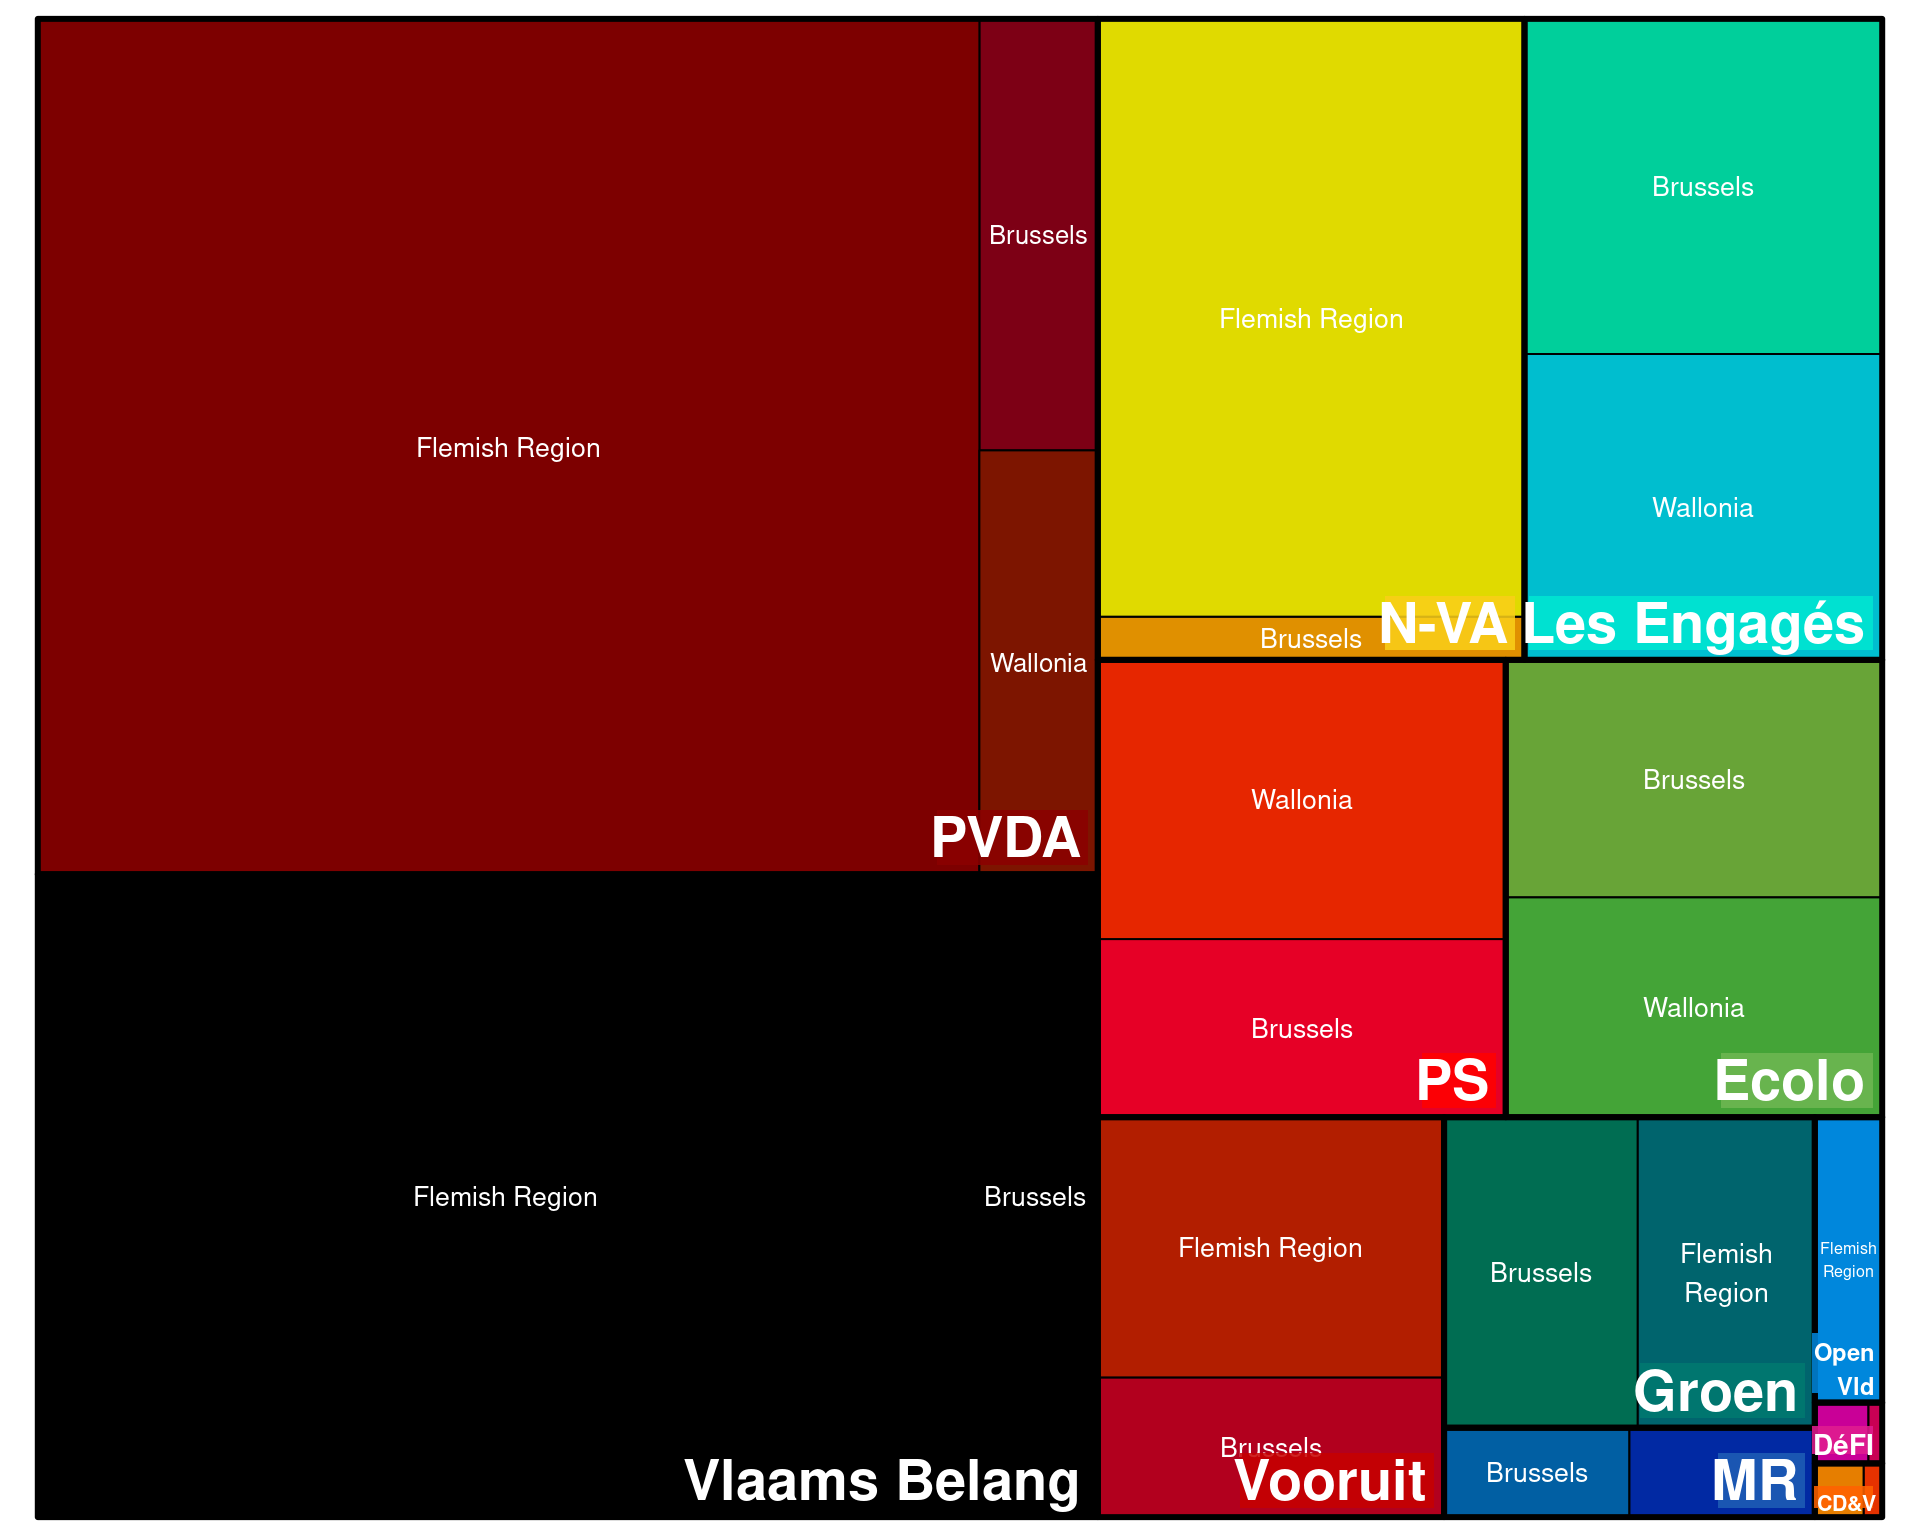 Flemish Region
Brussels
Wallonia
PVDA
Flemish Region
Brussels
Vlaams Belang
Flemish Region
Brussels
N-VA
Brussels
Wallonia
Les Engagés
Wallonia
Brussels
PS
Brussels
Wallonia
Ecolo
Flemish Region
Brussels
Vooruit
Brussels
Flemish
Region
Groen
Flemish
Region
Open
Vld
Brussels
MR
DéFI
CD&V